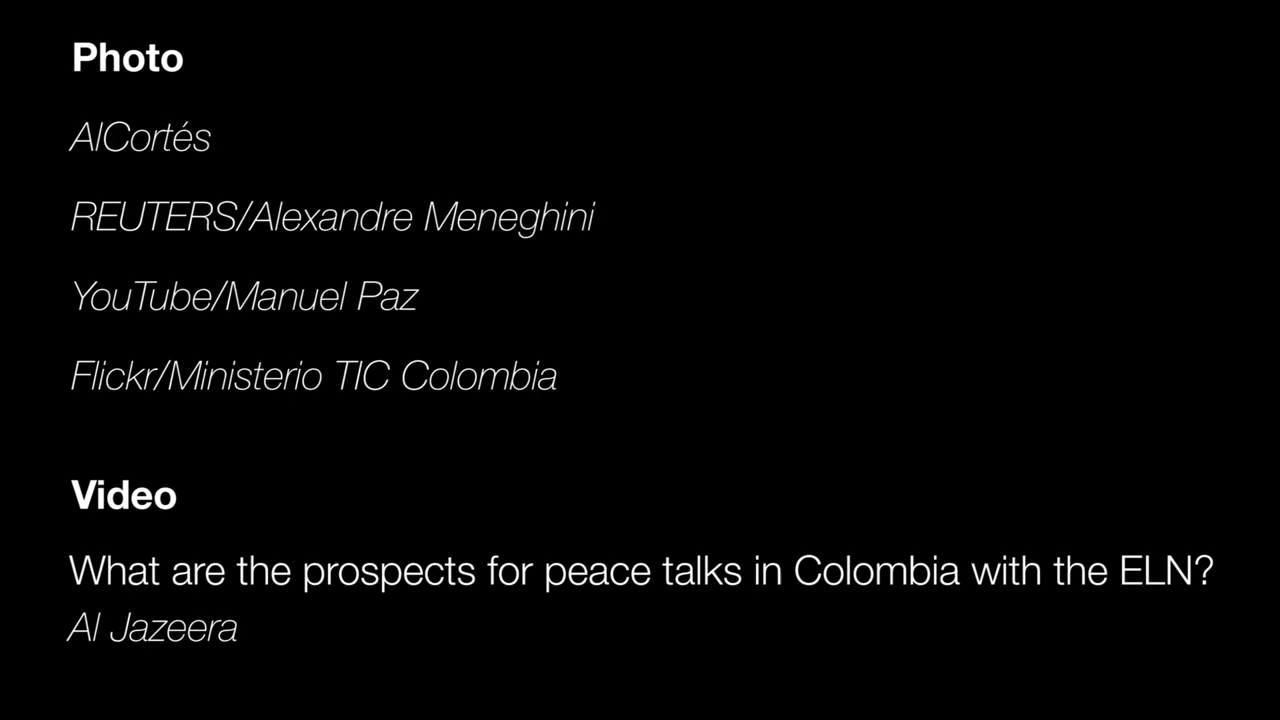 Photo
AlCortés
REUTERS/Alexandre Meneghini
YouTube/Manuel Paz
Flickr/Ministerio TIC Colombia
Video
What are the prospects for peace talks in Colombia with the ELN?
Al Jazeera